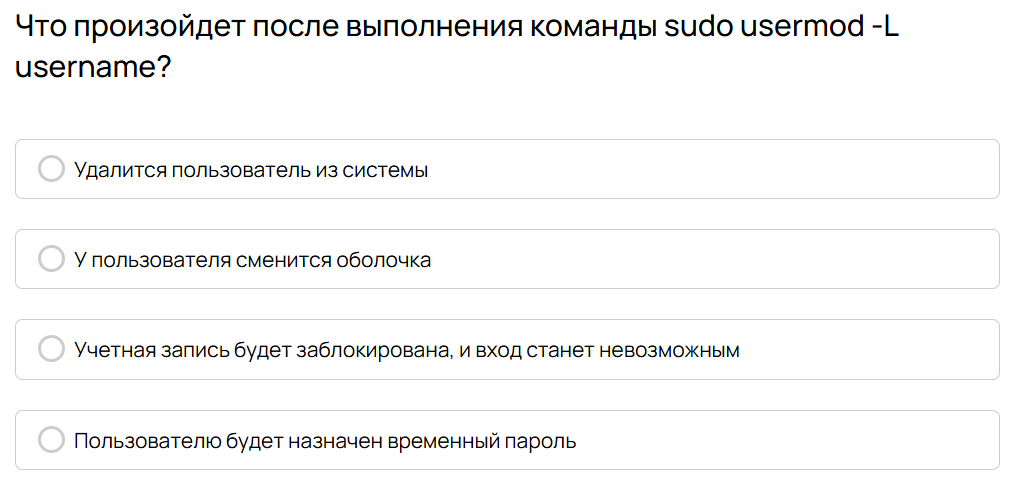 Что произойдет после выполнения команды sudo usermod -L
username?
Удалится пользователь из системы
У пользователя сменится оболочка
Учетная запись будет заблокирована, и вход станет невозможным
Пользователю будет назначен временный пароль